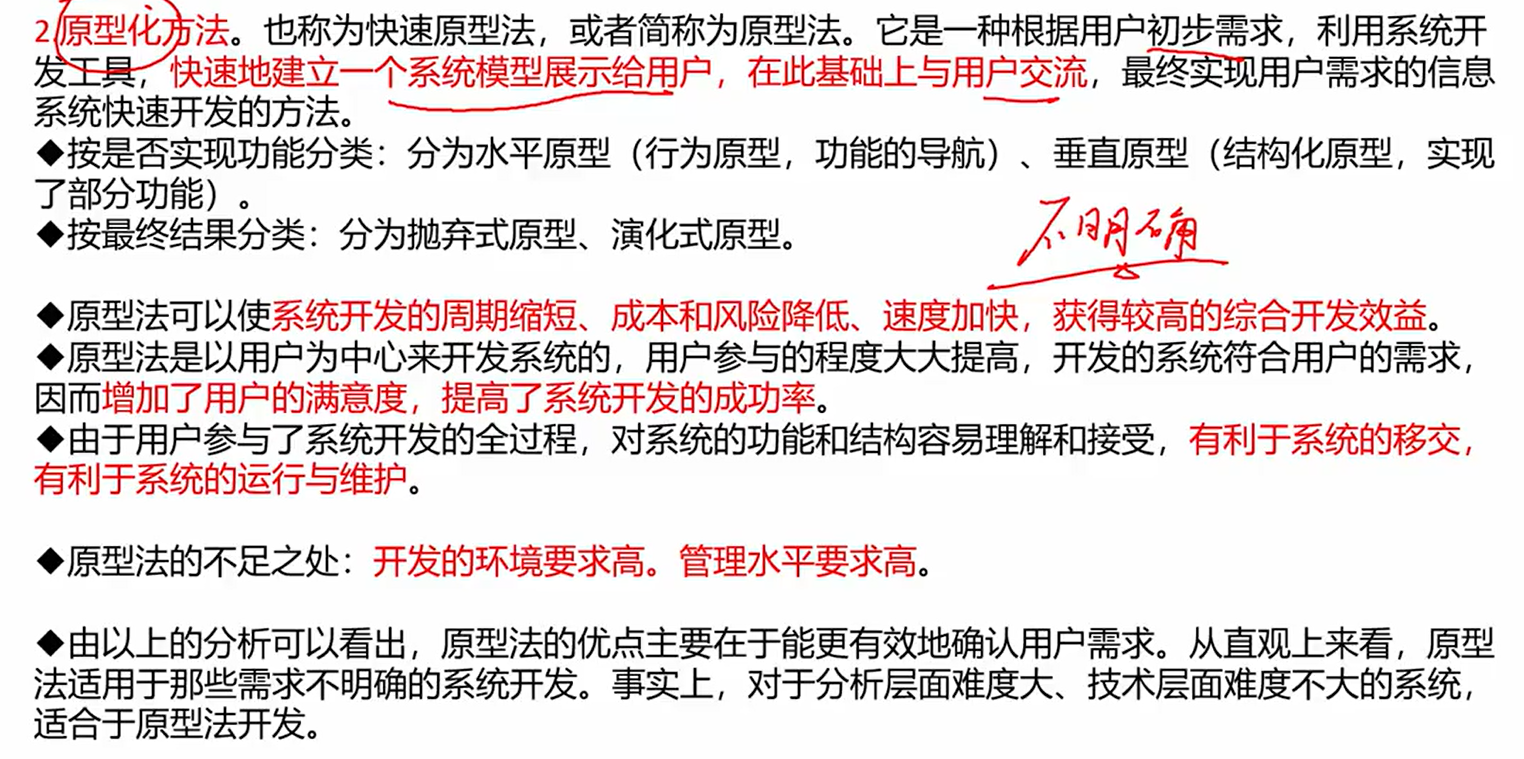 2.原型化方法。也称为快速原型法，或者简称为原型法。它是一种根据用户初步需求，利用系统开
发工具，快速地建立一个系统模型展示给用户，在此基础上与用户交流，最终实现用户需求的信息
系统快速开发的方法。
◆按是否实现功能分类：分为水平原型（行为原型，功能的导航）、垂直原型（结构化原型，实现
了部分功能）。
◆按最终结果分类：分为抛弃式原型、演化式原型。
不明确
◆原型法可以使系统开发的周期缩短、成本和风险降低、速度加快，获得较高的综合开发效益。
◆原型法是以用户为中心来开发系统的，用户参与的程度大大提高，开发的系统符合用户的需求，
因而增加了用户的满意度，提高了系统开发的成功率。
◆由于用户参与了系统开发的全过程，对系统的功能和结构容易理解和接受，有利于系统的移交，
有利于系统的运行与维护。
◆原型法的不足之处：开发的环境要求高。管理水平要求高。
◆由以上的分析可以看出，原型法的优点主要在于能更有效地确认用户需求。从直观上来看，原型
法适用于那些需求不明确的系统开发。事实上，对于分析层面难度大、技术层面难度不大的系统，
适合于原型法开发。